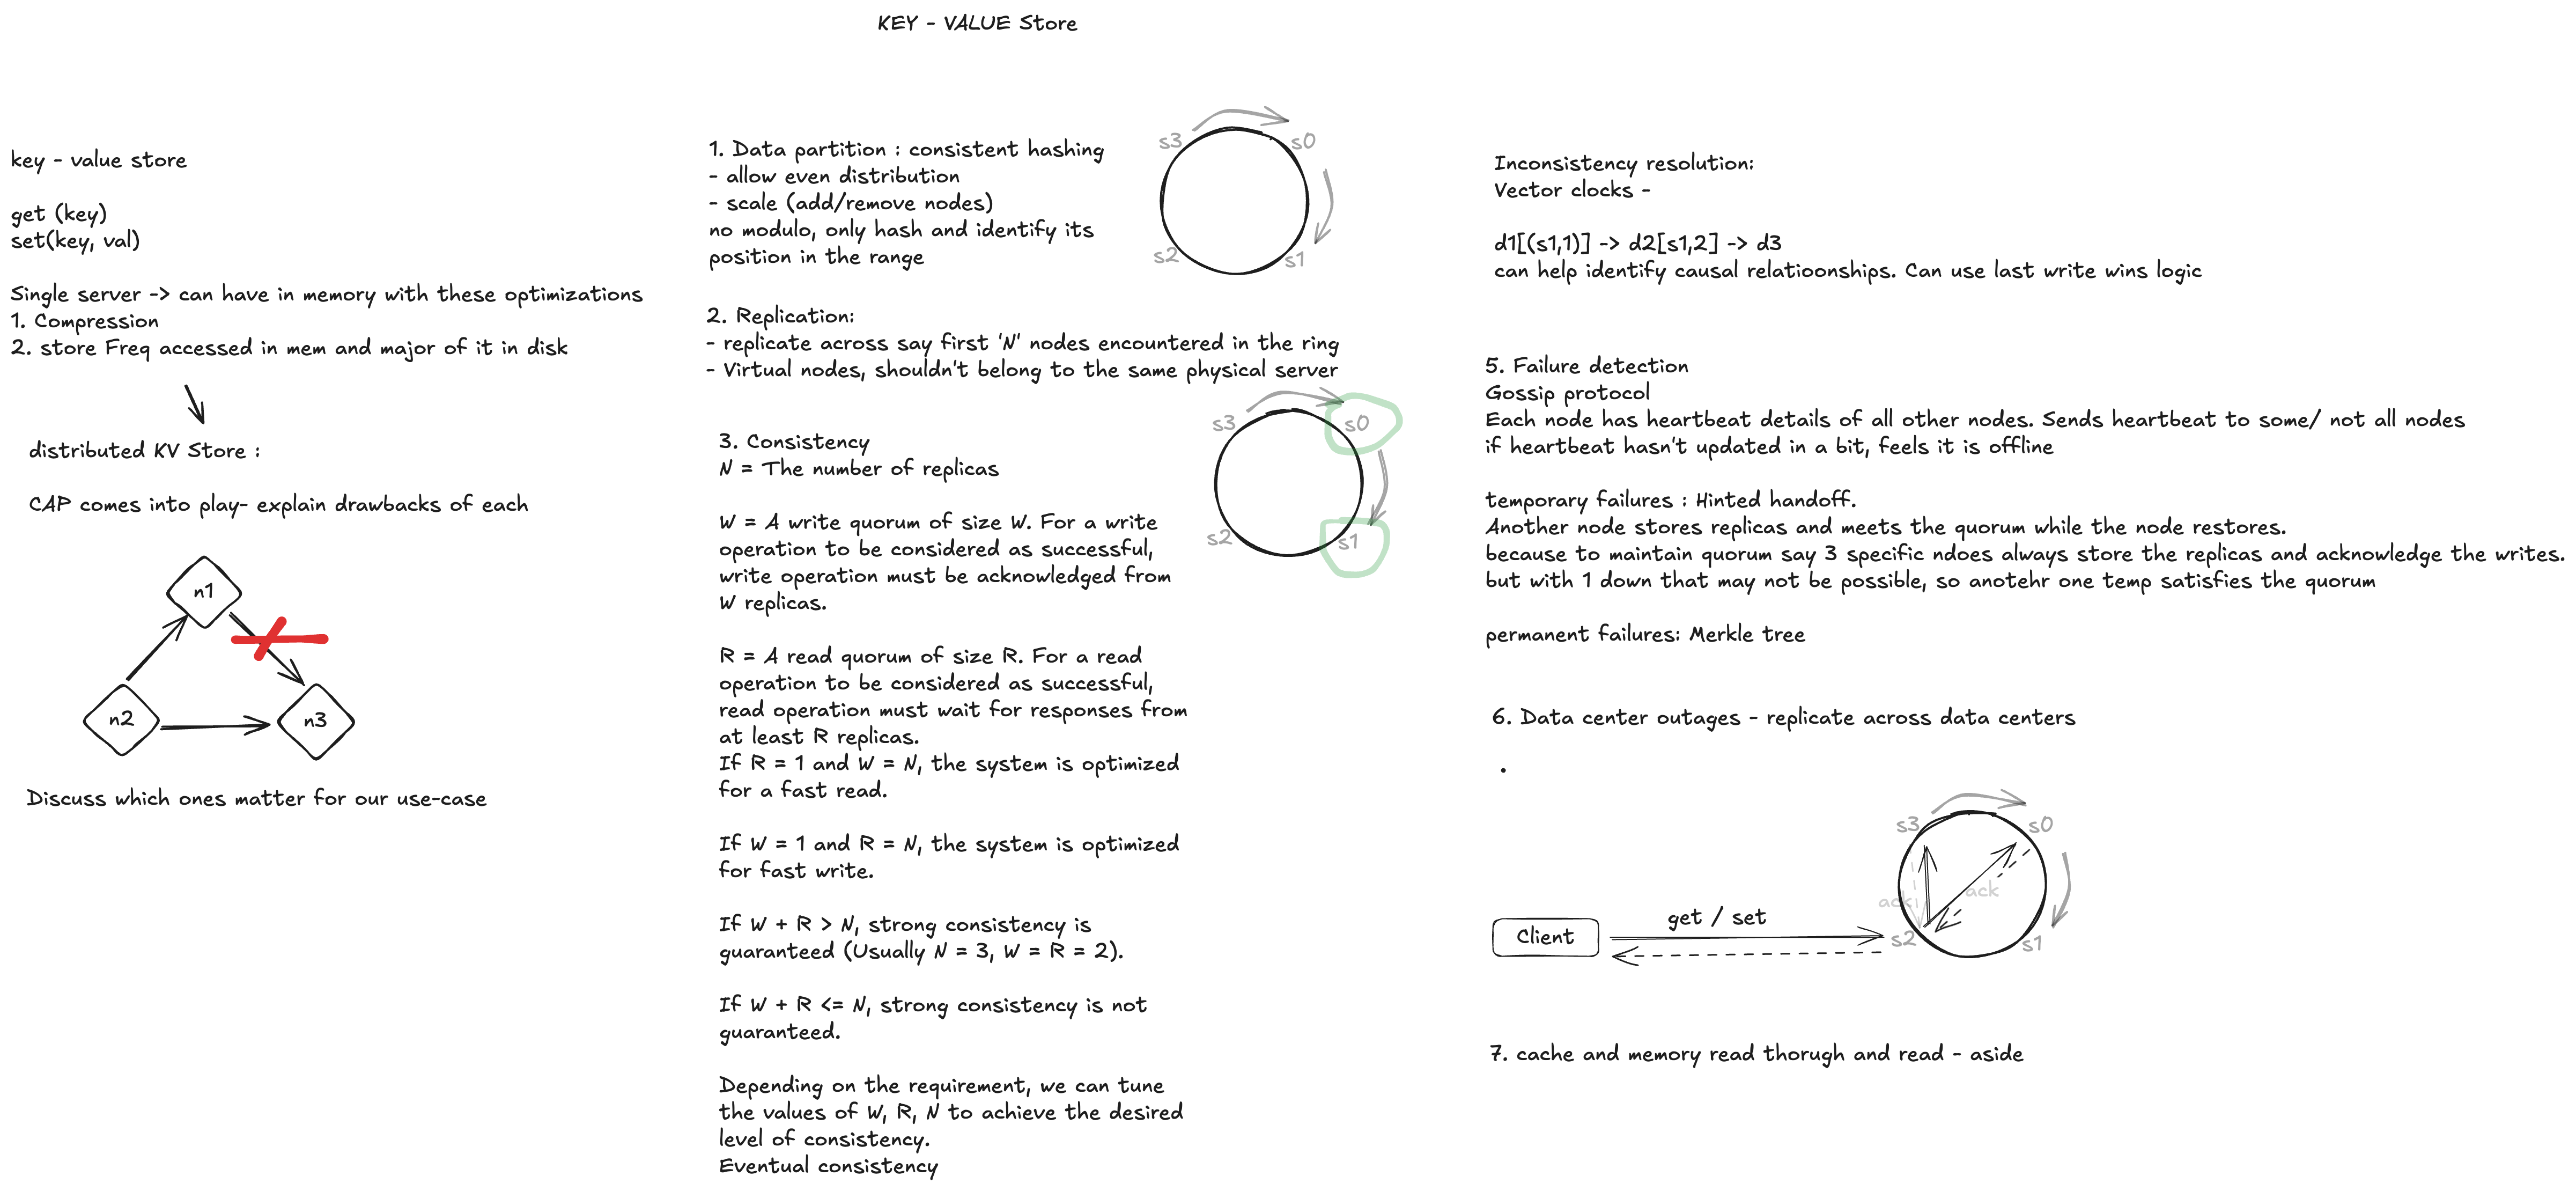 KEY - VALUE Store
key - value store
get (key)
set(key, val)
Single server -> can have in memory with these optimizations
1. Compression
2. store Freq accessed in mem and major of it in disk
distributed KV Store :
CAP comes into play- explain drawbacks of each
n1
n2
n3
Discuss which ones matter for our use-case
1. Data partition : consistent hashing
- allow even distribution
- scale (add/remove nodes)
no modulo, only hash and identify its
position in the range
s3
s0
s2
s1
2. Replication:
- replicate across say first 'N' nodes encountered in the ring
- Virtual nodes, shouldn't belong to the same physical server
s3
s0
s2
s1
3. Consistency
N = The number of replicas
W = A write quorum of size W. For a write
operation to be considered as successful,
write operation must be acknowledged from
W replicas.
R = A read quorum of size R. For a read
operation to be considered as successful,
read operation must wait for responses from
at least R replicas.
If R = 1 and W = N, the system is optimized
for a fast read.
If W = 1 and R = N, the system is optimized
for fast write.
If W + R > N, strong consistency is
guaranteed (Usually N = 3, W = R = 2).
If W + R <= N, strong consistency is not
guaranteed.
Depending on the requirement, we can tune
the values of W, R, N to achieve the desired
level of consistency.
Eventual consistency
Inconsistency resolution:
Vector clocks -
d1[(s1,1)] -> d2[s1,2] -> d3
can help identify causal relatioonships. Can use last write wins logic
5. Failure detection
Gossip protocol
Each node has heartbeat details of all other nodes. Sends heartbeat to some/ not all nodes
if heartbeat hasn't updated in a bit, feels it is offline
temporary failures : Hinted handoff.
Another node stores replicas and meets the quorum while the node restores.
because to maintain quorum say 3 specific ndoes always store the replicas and acknowledge the writes.
but with 1 down that may not be possible, so anotehr one temp satisfies the quorum
permanent failures: Merkle tree
6. Data center outages - replicate across data centers
.
s3
s0
ack
ack
Client
get / set
s2
s1
7. cache and memory read thorugh and read - aside